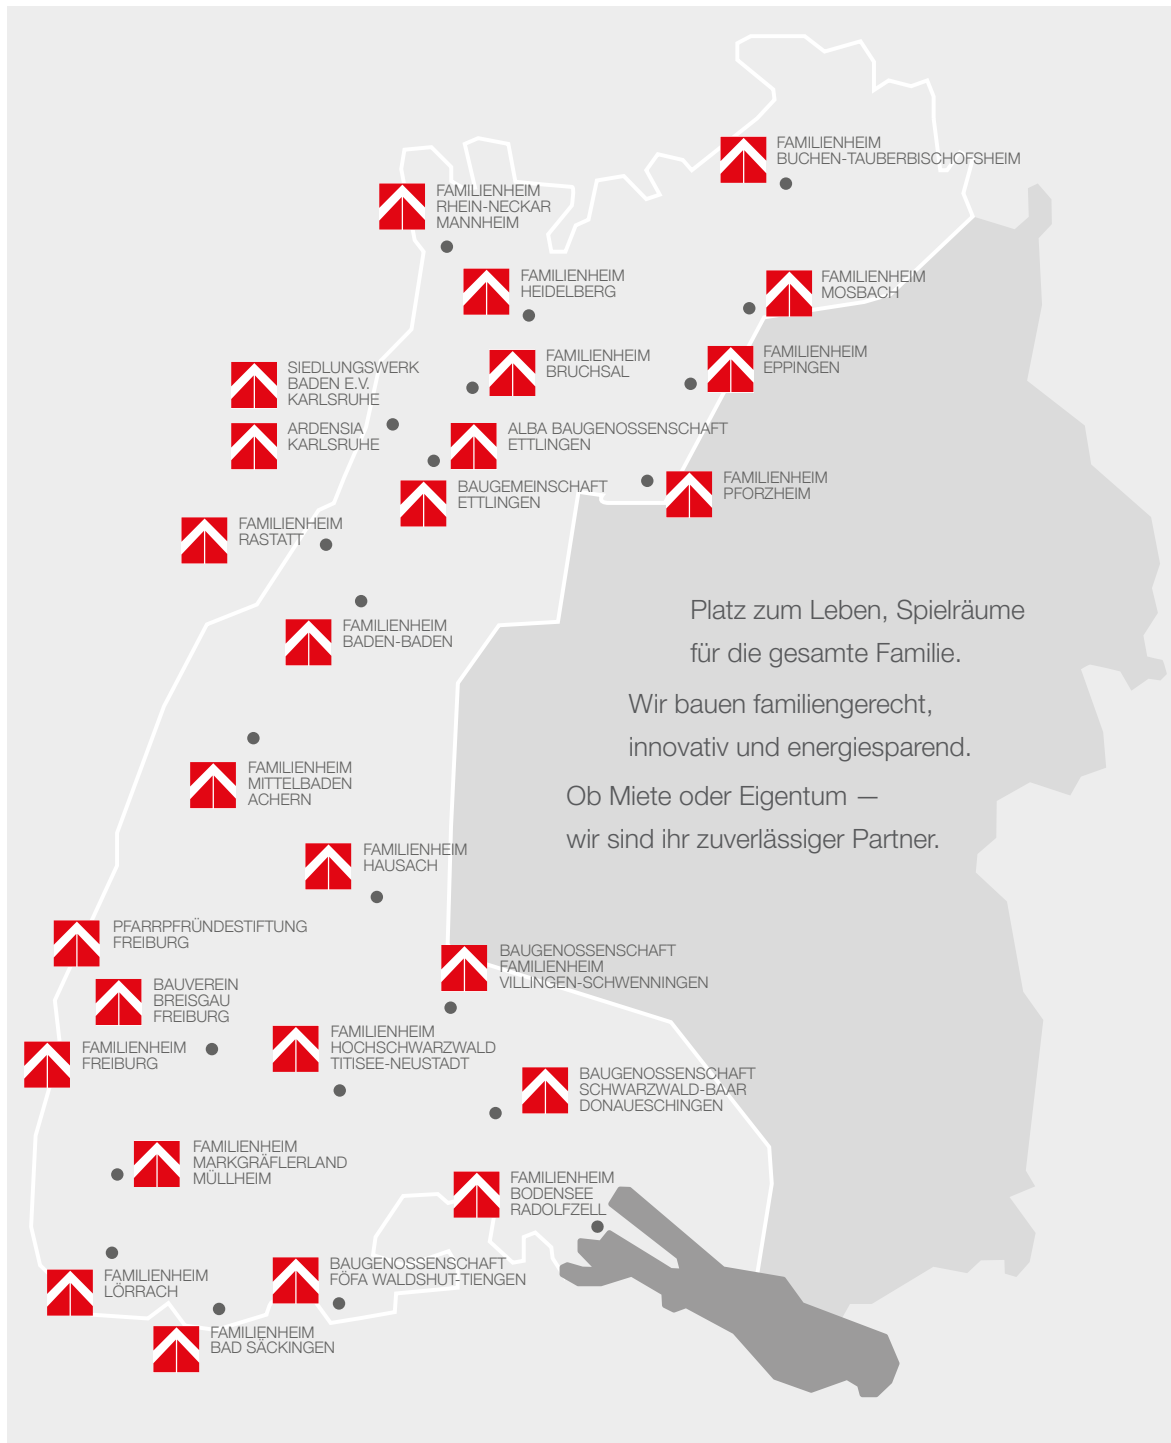 FAMILIENHEIM
BUCHEN-TAUBERBISCHOFSHEIM
FAMILIENHEIM
RHEIN-NECKAR
MANNHEIM
FAMILIENHEIM
HEIDELBERG
FAMILIENHEIM
MOSBACH
FAMILIENHEIM
BRUCHSAL
FAMILIENHEIM
EPPINGEN
SIEDLUNGSWERK
BADEN E.V.
KARLSRUHE
ARDENSIA
KARLSRUHE
ALBA BAUGENOSSENSCHAFT
ETTLINGEN
BAUGEMEINSCHAFT
ETTLINGEN
FAMILIENHEIM
PFORZHEIM
FAMILIENHEIM
RASTATT
FAMILIENHEIM
BADEN-BADEN
Platz zum Leben, Spielräume
für die gesamte Familie.
Wir bauen familiengerecht,
innovativ und energiesparend.
Ob Miete oder Eigentum —
wir sind ihr zuverlässiger Partner.
FAMILIENHEIM
MITTELBADEN
ACHERN
FAMILIENHEIM
HAUSACH
PFARRPFRÜNDESTIFTUNG
FREIBURG
BAUGENOSSENSCHAFT
FAMILIENHEIM
VILLINGEN-SCHWENNINGEN
BAUVEREIN
BREISGAU
FREIBURG
FAMILIENHEIM
HOCHSCHWARZWALD
TITISEE-NEUSTADT
FAMILIENHEIM
FREIBURG
BAUGENOSSENSCHAFT
SCHWARZWALD-BAAR
DONAUESCHINGEN
FAMILIENHEIM
MARKGRÄFLERLAND
MÜLLHEIM
FAMILIENHEIM
BODENSEE
RADOLFZELL
FAMILIENHEIM
LÖRRACH
BAUGENOSSENSCHAFT
FÖFA WALDSHUT-TIENGEN
FAMILIENHEIM
BAD SÄCKINGEN